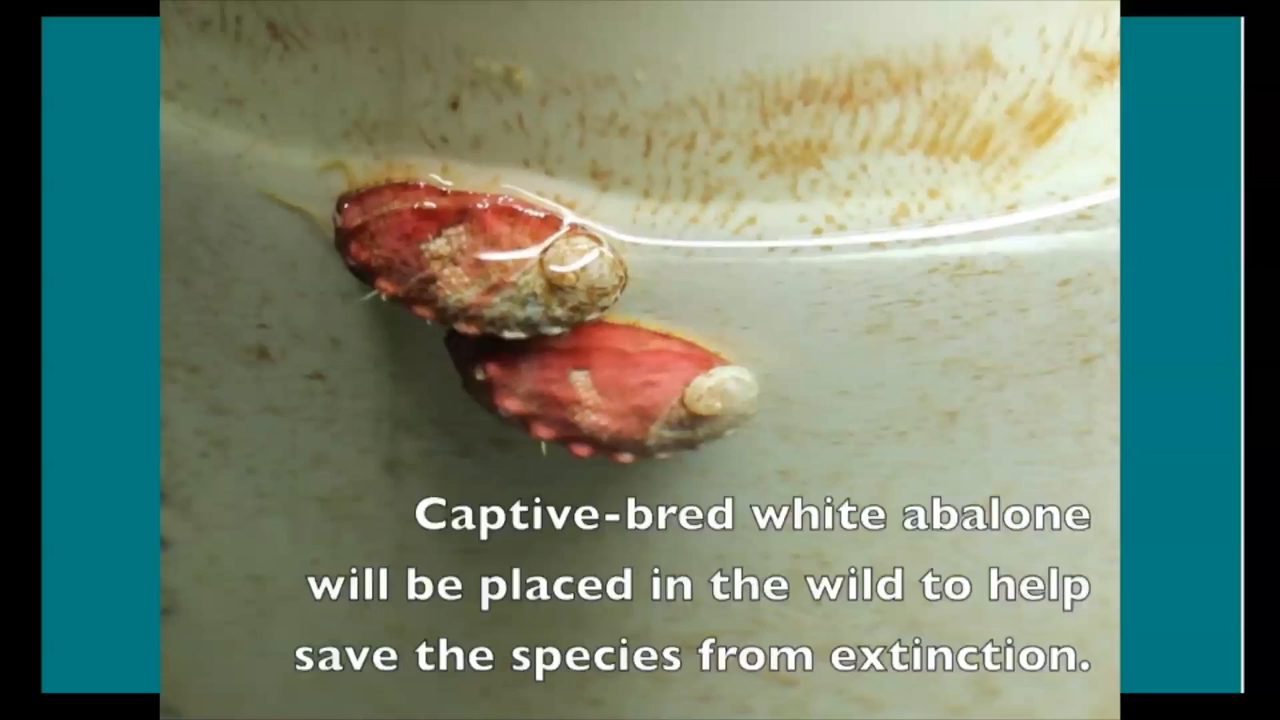 Captive-bred white abalone
will be placed in the wild to help
save the species from extinction.